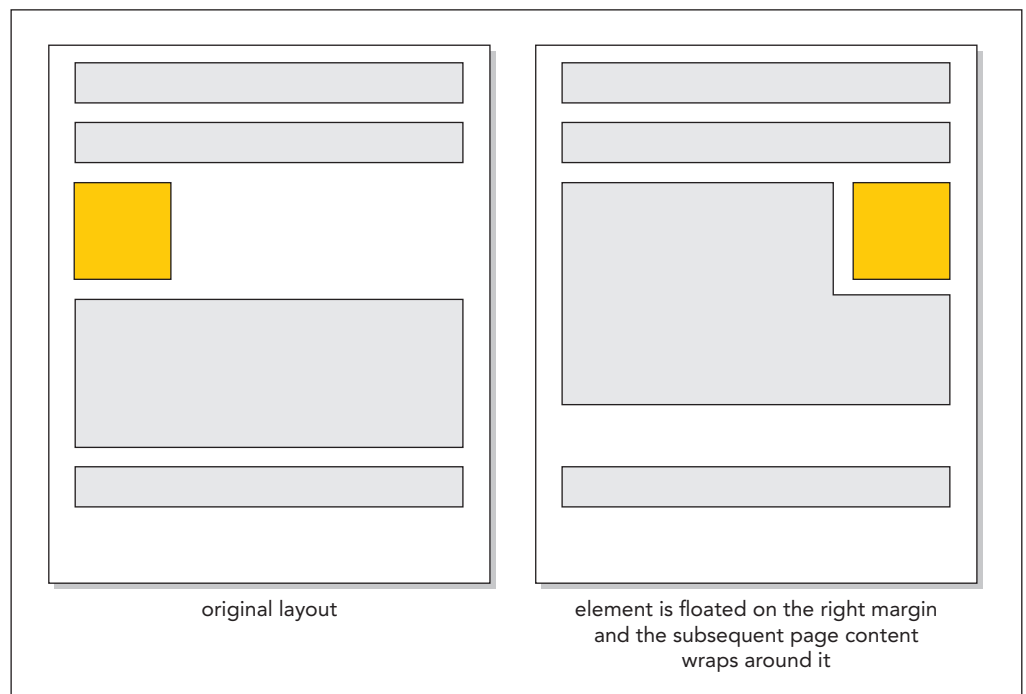 original layout
element is floated on the right margin
and the subsequent page content
wraps around it